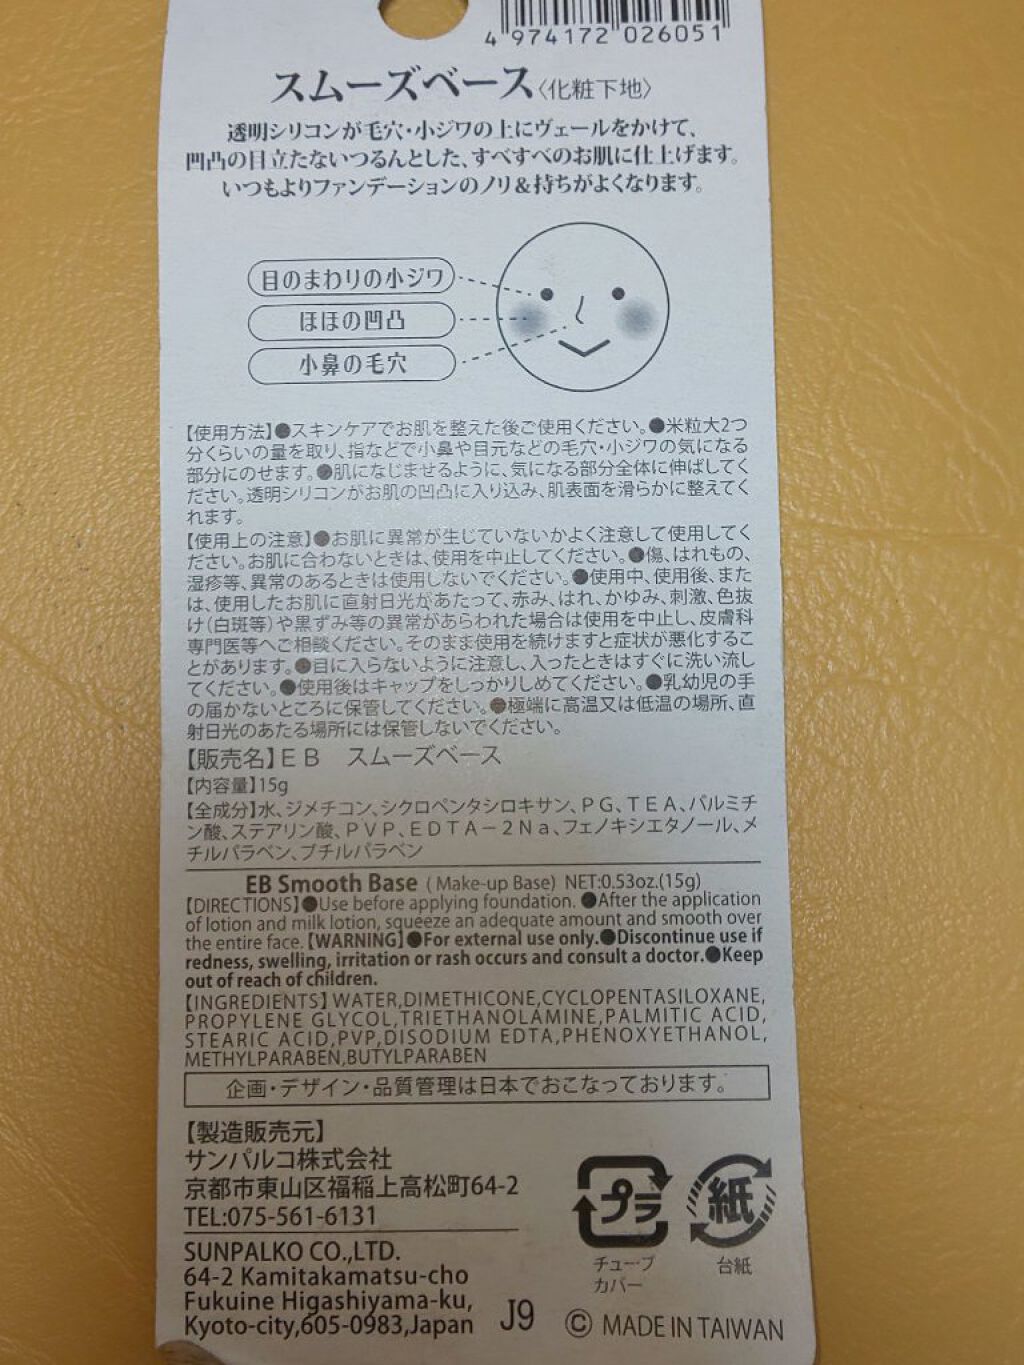 4 974172 026051
スムーズベース〈化粧下地〉
透明シリコンが毛穴・小ジワの上にヴェールをかけて、
凹凸の目立たないつるんとした、すべすべのお肌に仕上げます。
いつもよりファンデーションのノリ＆持ちがよくなります。
目のまわりの小ジワ
ほほの凹凸
小鼻の毛穴
【使用方法】●スキンケアでお肌を整えた後ご使用ください。●米粒大2つ
分くらいの量を取り、指などで小鼻や目元などの毛穴・小ジワの気になる
部分にのせます。●肌になじませるように、気になる部分全体に伸ばしてく
ださい。透明シリコンがお肌の凹凸に入り込み、肌表面を滑らかに整えてく
れます。
【使用上の注意】●お肌に異常が生じていないかよく注意して使用してく
ださい。お肌に合わないときは、使用を中止してください。●傷、はれもの、
湿疹等、異常のあるときは使用しないでください。●使用中、使用後、また
は、使用したお肌に直射日光があたって、赤み、はれ、かゆみ、刺激、色抜
け(白斑等)や黒ずみ等の異常があらわれた場合は使用を中止し、皮膚科
専門医等へご相談ください。そのまま使用を続けますと症状が悪化するこ
とがあります。●目に入らないように注意し、入ったときはすぐに洗い流し
てください。●使用後はキャップをしっかりしめてください。●乳幼児の手
の届かないところに保管してください。●極端に高温又は低温の場所、直
射日光のあたる場所には保管しないでください。
【販売名】ＥＢ　スムーズベース
【内容量】15g
【全成分】水、ジメチコン、シクロペンタシロキサン、ＰＧ、ＴＥＡ、パルミチ
ン酸、ステアリン酸、ＰＶＰ、ＥＤＴＡ－２Ｎａ、フェノキシエタノール、メ
チルパラベン、ブチルパラベン
EB Smooth Base ( Make-up Base) NET:0.53oz.(15g)
【DIRECTIONS】●Use before applying foundation. ●After the application
of lotion and milk lotion, squeeze an adequate amount and smooth over
the entire face.【WARNING】●For external use only.●Discontinue use if
redness, swelling, irritation or rash occurs and consult a doctor.●Keep
out of reach of children.
【INGREDIENTS】WATER,DIMETHICONE,CYCLOPENTASILOXANE,
PROPYLENE GLYCOL,TRIETHANOLAMINE,PALMITIC ACID,
STEARIC ACID,PVP,DISODIUM EDTA,PHENOXYETHANOL,
METHYLPARABEN,BUTYLPARABEN
企画・デザイン・品質管理は日本でおこなっております。
【製造販売元】
サンパルコ株式会社
京都市東山区福稲上高松町64-2
TEL:075-561-6131
SUNPALKO CO.,LTD.
64-2 Kamitakamatsu-cho
Fukuine Higashiyama-ku,
Kyoto-city,605-0983,Japan
J9
プラ
チューブ
カバー
紙
台紙
© MADE IN TAIWAN